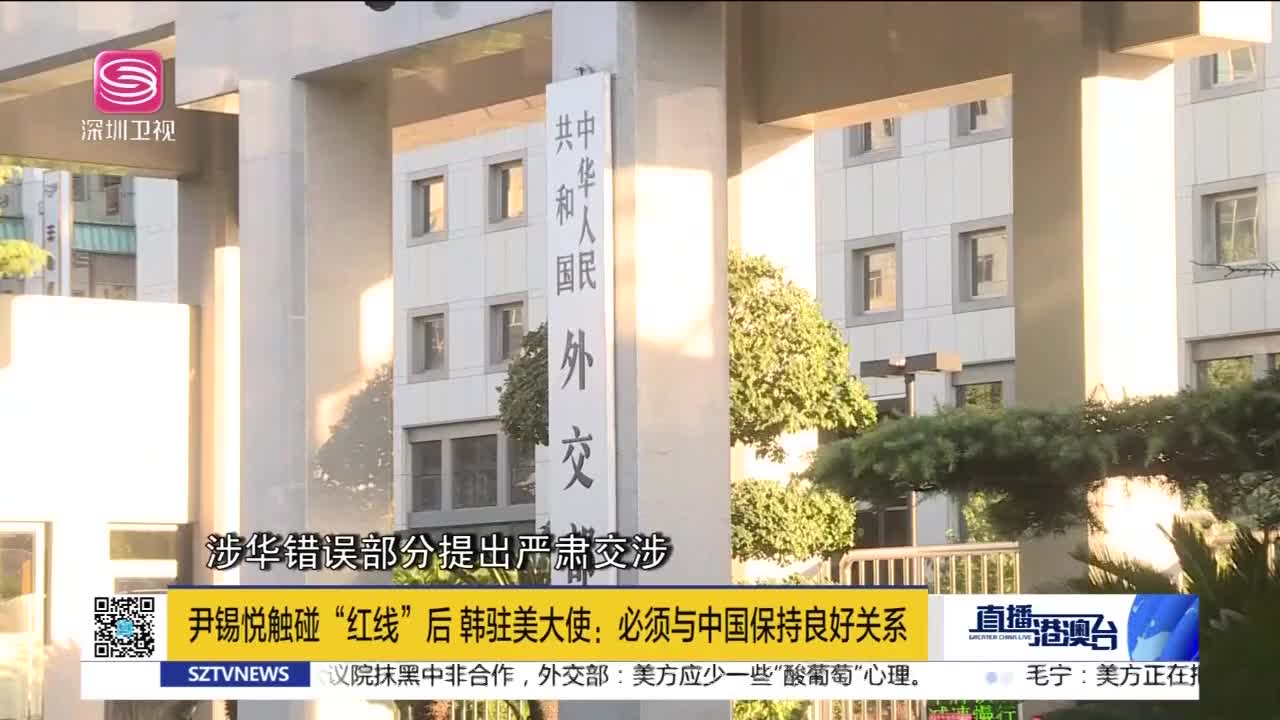 深圳卫视
中华人民
共和国
外交部
涉华错误部分提出严肃交涉
尹锡悦触碰“红线”后 韩驻美大使：必须与中国保持良好关系
直播港澳台
GREATER CHINA LIVE
SZTVNEWS
议院抹黑中非合作，外交部：美方应少一些“酸葡萄”心理。
毛宁：美方正在